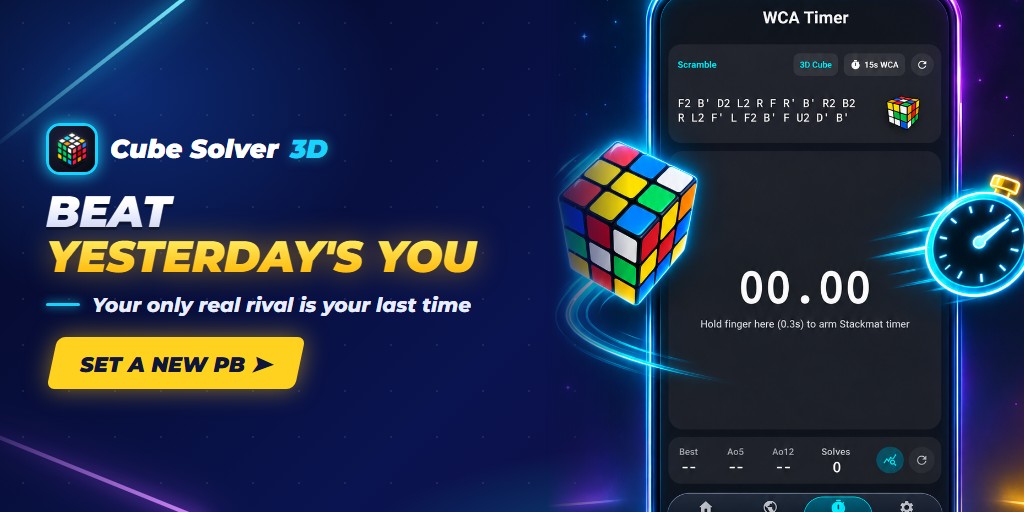 Cube Solver 3D
BEAT
YESTERDAY'S YOU
Your only real rival is your last time
SET A NEW PB ➤
WCA Timer
Scramble
3D Cube
15s WCA
F2 B' D2 L2 R F R' B' R2 B2
R L2 F' L F2 B' F U2 D' B'
00.00
Hold finger here (0.3s) to arm Stackmat timer
Best Ao5 Ao12 Solves
-- -- -- 0